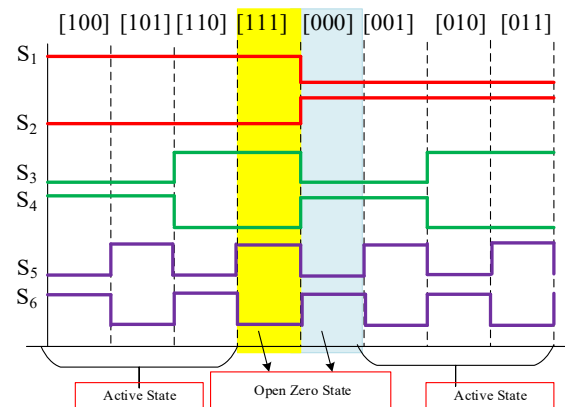 [100] [101] [110] [111] [000] [001] [010] [011]
S1
S2
S3
S4
S5
S6
Active State
Open Zero State
Active State